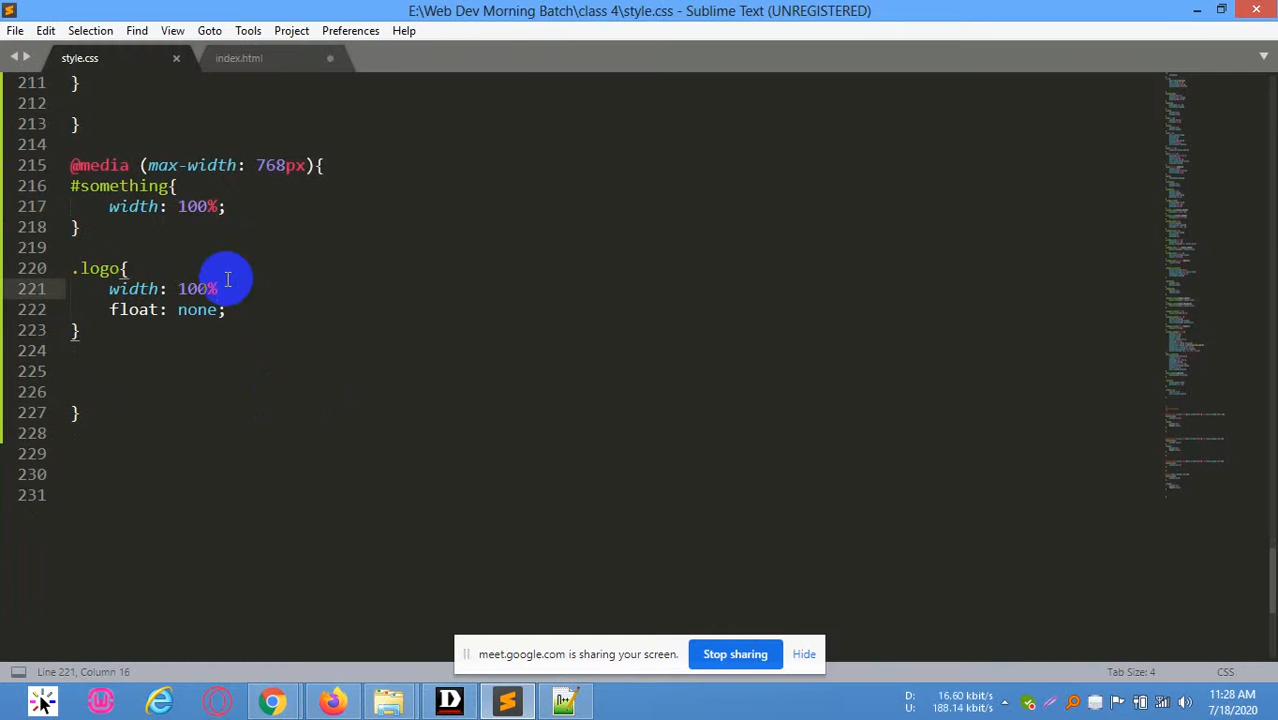 E:\Web Dev Morning Batch\class 4\style.css - Sublime Text (UNREGISTERED)
File Edit Selection Find View Goto Tools Project Preferences Help
style.css index.html
211 }
212
213 }
214
215 @media (max-width: 768px){
216 #something{
217 width: 100%;
218 }
219
220 .logo{
221 width: 100%
222 float: none;
223 }
224
225
226
227 }
228
229
230
231
meet.google.com is sharing your screen. Stop sharing Hide
Line 221, Column 16 Tab Size: 4 CSS
D: 16.60 kbit/s
U: 188.14 kbit/s
11:28 AM
7/18/2020